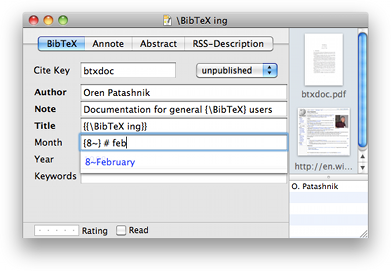 \BibTeX ing
BibTeX Annote Abstract RSS-Description
Cite Key btxdoc unpublished
Author Oren Patashnik
Note Documentation for general {\BibTeX} users
Title {{\BibTeX ing}}
Month {8~} # feb
Year 8~February
Keywords
Rating Read
btxdoc.pdf
http://en.wi...
O. Patashnik